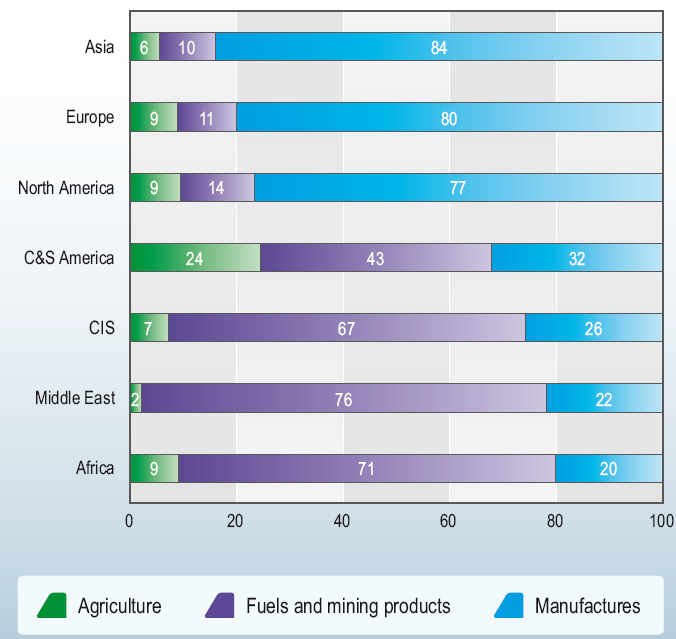 Asia 6 10 84
Europe 9 11 80
North America 9 14 77
C&S America 24 43 32
CIS 7 67 26
Middle East 2 76 22
Africa 9 71 20
0 20 40 60 80 100
Agriculture Fuels and mining products Manufactures